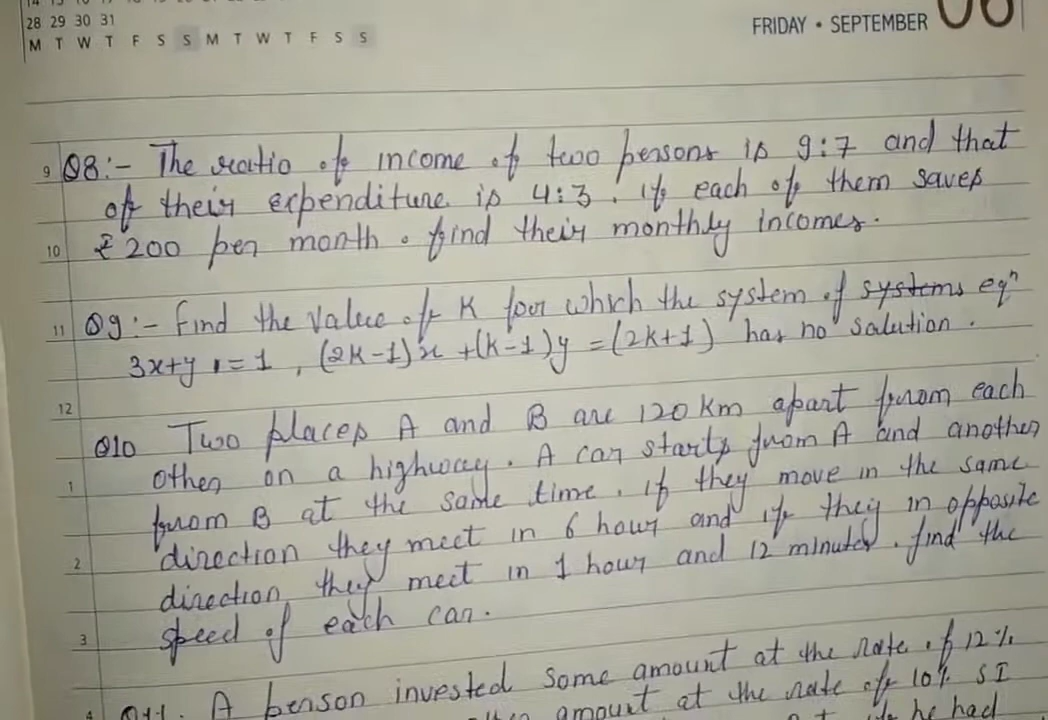 28 29 30 31
M T W T F S S M T W T F S S
FRIDAY • SEPTEMBER 06
9 Q8:- The ratio of income of two persons is 9:7 and that
of their expenditure is 4:3. If each of them saves
10 ₹200 per month. find their monthly incomes.
11 Q9:- Find the value of K for which the system of systems eqⁿ
3x+y = 1, (2K-1)x +(K-1)y = (2K+1) has no solution.
12
Q10 Two places A and B are 120 Km apart from each
1 other on a highway. A car starts from A and another
from B at the same time. if they move in the same
2 direction they meet in 6 hour and if they in opposite
direction they meet in 1 hour and 12 minutes. find the
3 speed of each car.
4 Q11. A person invested some amount at the rate of 12%
amount at the rate of 10% SI
he had